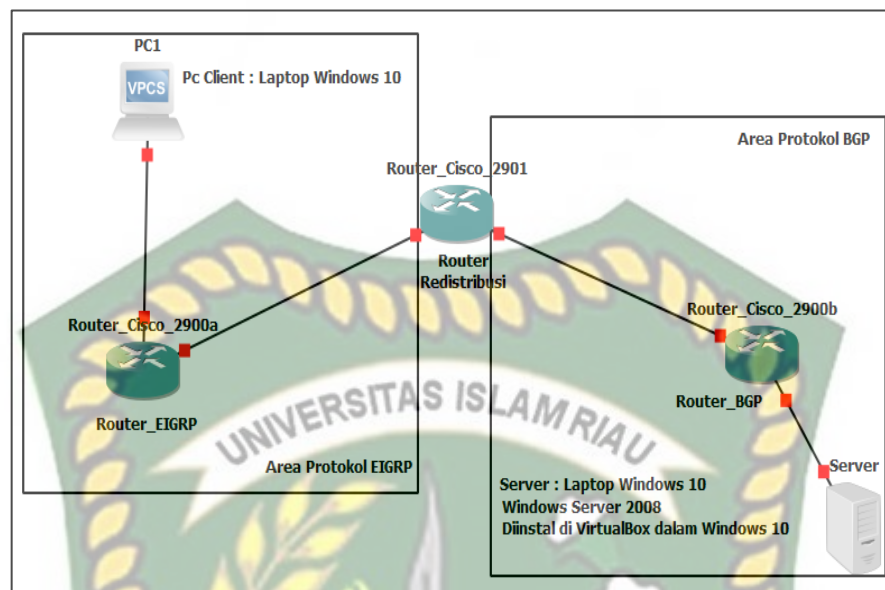 PC1
VPCS
Pc Client : Laptop Windows 10
Area Protokol BGP
Router_Cisco_2901
Router
Redistribusi
Router_Cisco_2900b
Router_Cisco_2900a
Router_BGP
Router_EIGRP
UNIVERSITAS ISLAM RIAU
Area Protokol EIGRP
Server
Server : Laptop Windows 10
Windows Server 2008
Diinstal di VirtualBox dalam Windows 10